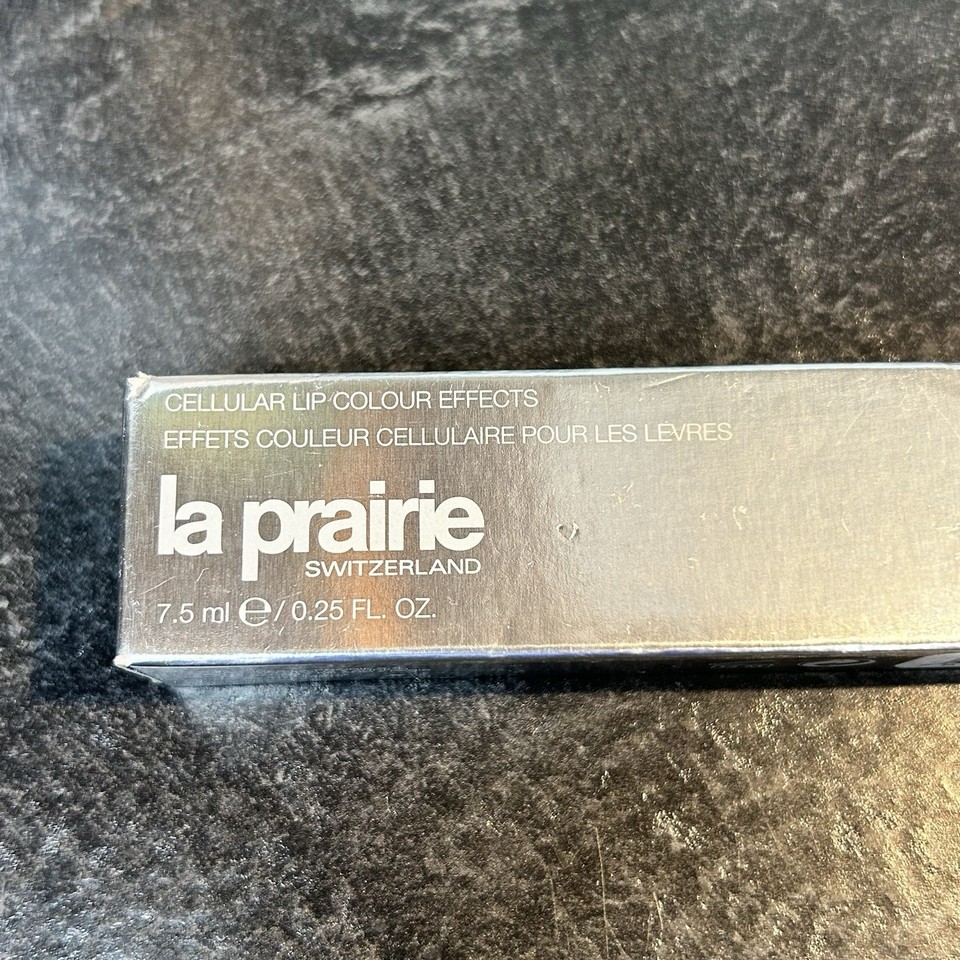 CELLULAR LIP COLOUR EFFECTS
EFFETS COULEUR CELLULAIRE POUR LES LÈVRES
la prairie
SWITZERLAND
7.5 ml ℮ / 0.25 FL. OZ.